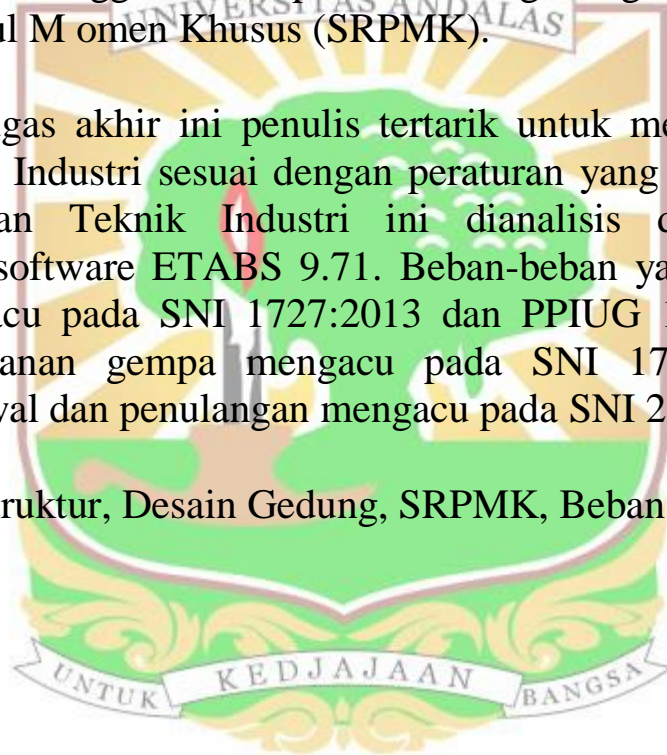 UNIVERSITAS ANDALAS
ul M omen Khusus (SRPMK).
gas akhir ini penulis tertarik untuk me
Industri sesuai dengan peraturan yang
an Teknik Industri ini dianalisis d
software ETABS 9.71. Beban-beban ya
acu pada SNI 1727:2013 dan PPIUG
anan gempa mengacu pada SNI 17
wal dan penulangan mengacu pada SNI 2
ruktur, Desain Gedung, SRPMK, Beban
UNTUK KEDJAJAAN BANGSA